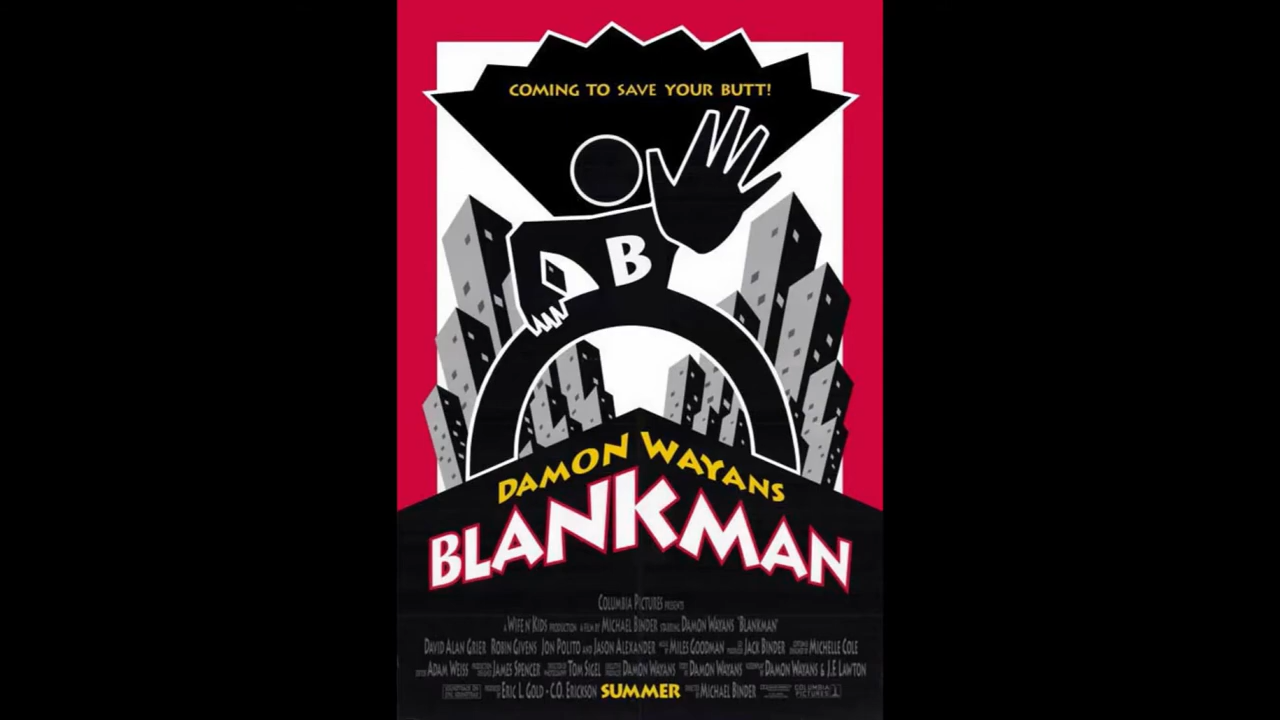 COMING TO SAVE YOUR BUTT!
B
DAMON WAYANS
BLANKMAN
COLUMBIA PICTURES PRESENTS
A WIFE N' KIDS PRODUCTION A FILM BY MICHAEL BINDER STARRING DAMON WAYANS "BLANKMAN"
DAVID ALAN GRIER ROBIN GIVENS JON POLITO AND JASON ALEXANDER MILES GOODMAN JACK BINDER MICHELLE COLE
ADAM WEISS JAMES SPENCER TOM SIGEL DAMON WAYANS DAMON WAYANS DAMON WAYANS & J.F. LAWTON
ERIC L. GOLD - C.O. ERICKSON SUMMER MICHAEL BINDER COLUMBIA PICTURES